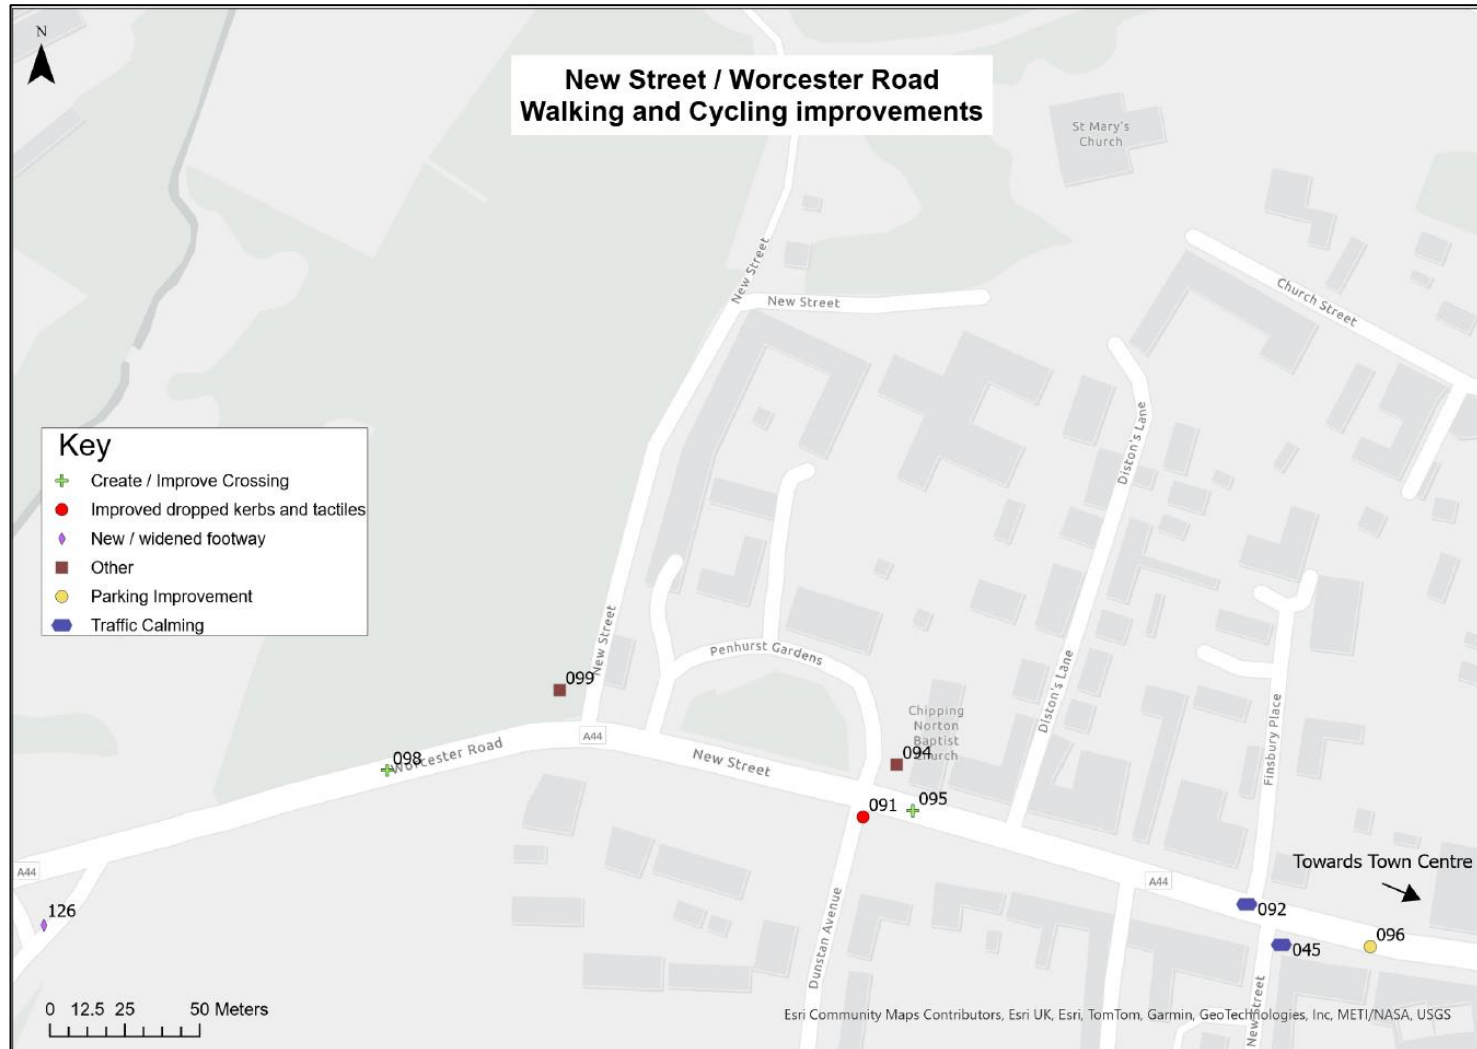 N
New Street / Worcester Road
Walking and Cycling improvements
St Mary's
Church
New Street
New Street
Church Street
Diston's Lane
Key
Create / Improve Crossing
Improved dropped kerbs and tactiles
New / widened footway
Other
Parking Improvement
Traffic Calming
New Street
Penhurst Gardens
Diston's Lane
Finsbury Place
099
Chipping
Norton
Baptist
Church
094
A44
098
Worcester Road
New Street
091
095
A44
126
Towards Town Centre
A44
092
096
045
Dunstan Avenue
New Street
0 12.5 25 50 Meters
Esri Community Maps Contributors, Esri UK, Esri, TomTom, Garmin, GeoTechnologies, Inc, METI/NASA, USGS